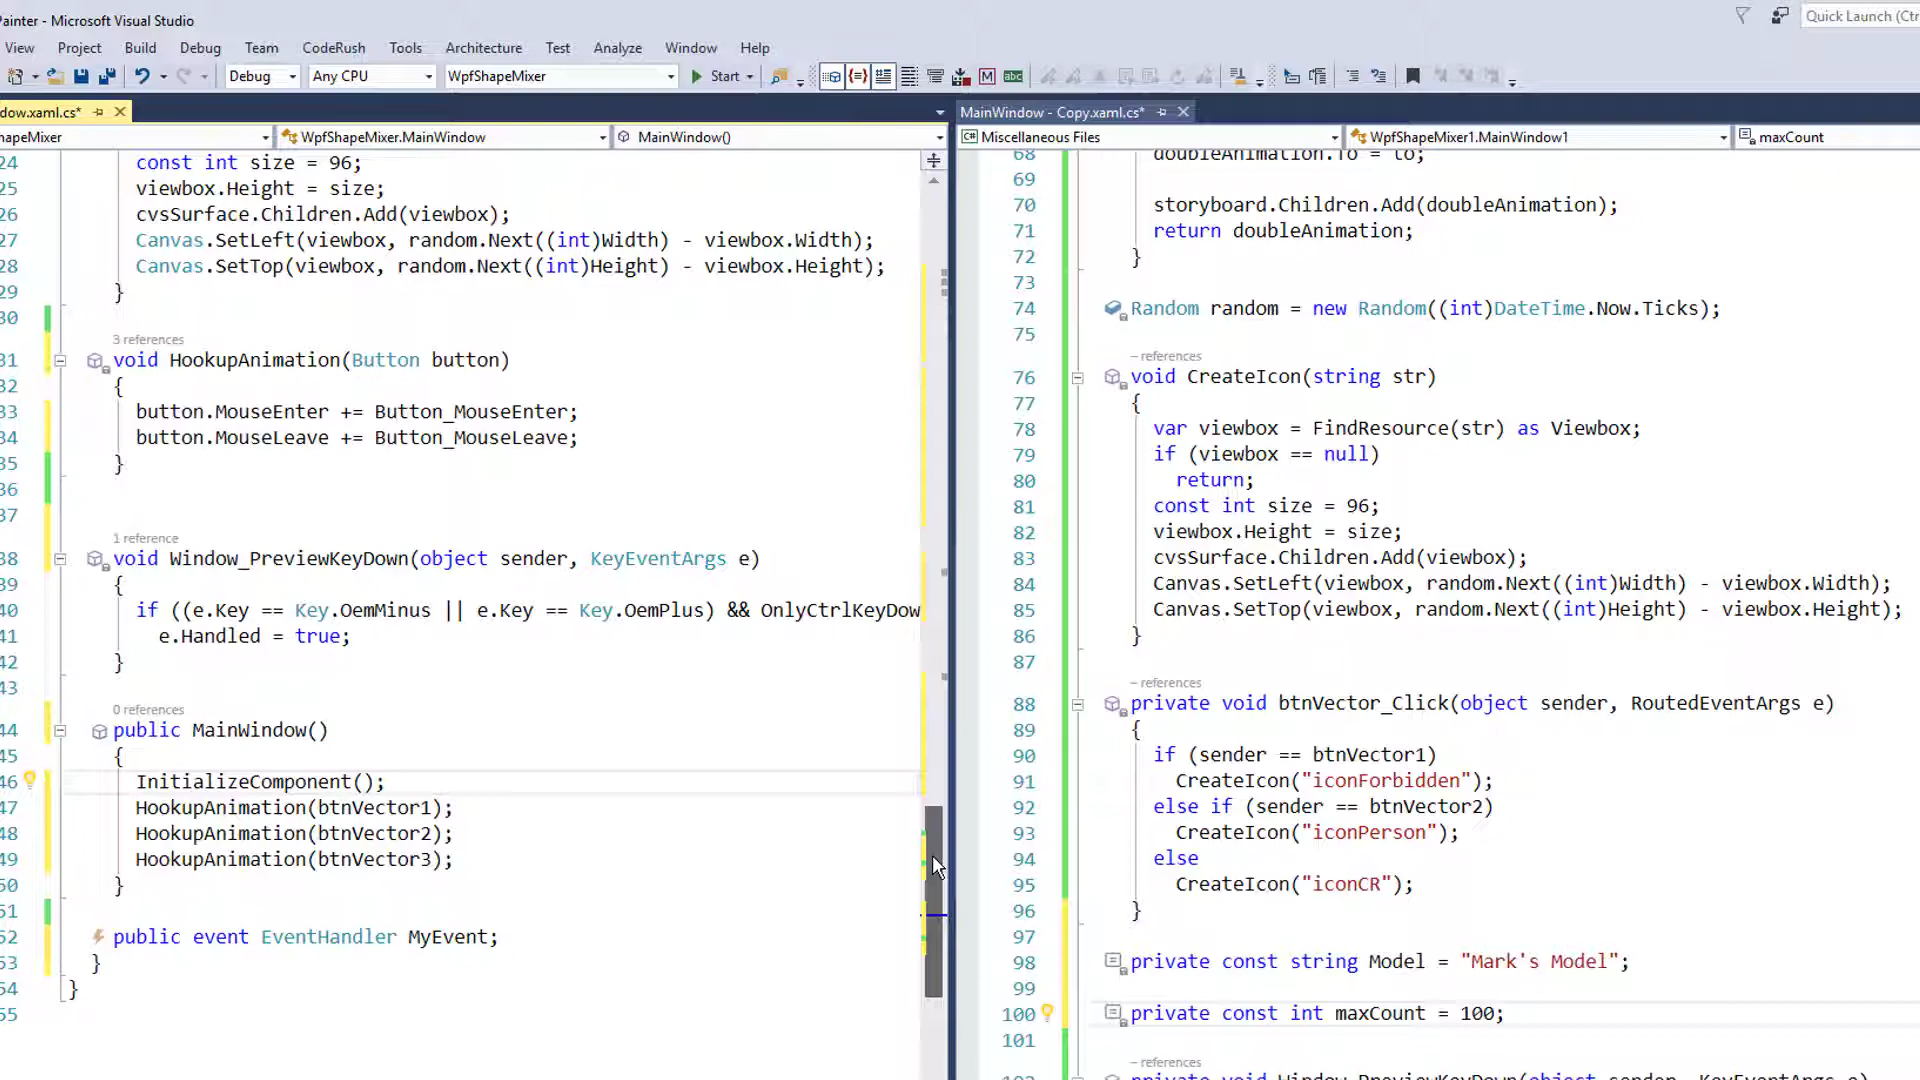 Painter - Microsoft Visual Studio
Quick Launch (Ctr
View Project Build Debug Team CodeRush Tools Architecture Test Analyze Window Help
Debug Any CPU WpfShapeMixer Start
dow.xaml.cs*
hapeMixer WpfShapeMixer.MainWindow MainWindow()
24 const int size = 96;
25 viewbox.Height = size;
26 cvsSurface.Children.Add(viewbox);
27 Canvas.SetLeft(viewbox, random.Next((int)Width) - viewbox.Width);
28 Canvas.SetTop(viewbox, random.Next((int)Height) - viewbox.Height);
29 }
30
3 references
31 void HookupAnimation(Button button)
32 {
33 button.MouseEnter += Button_MouseEnter;
34 button.MouseLeave += Button_MouseLeave;
35 }
36
37
1 reference
38 void Window_PreviewKeyDown(object sender, KeyEventArgs e)
39 {
40 if ((e.Key == Key.OemMinus || e.Key == Key.OemPlus) && OnlyCtrlKeyDow
41 e.Handled = true;
42 }
43
0 references
44 public MainWindow()
45 {
46 InitializeComponent();
47 HookupAnimation(btnVector1);
48 HookupAnimation(btnVector2);
49 HookupAnimation(btnVector3);
50 }
51
52 public event EventHandler MyEvent;
53 }
54 }
55
MainWindow - Copy.xaml.cs*
C# Miscellaneous Files WpfShapeMixer1.MainWindow1 maxCount
68 doubleAnimation.To = to;
69
70 storyboard.Children.Add(doubleAnimation);
71 return doubleAnimation;
72 }
73
74 Random random = new Random((int)DateTime.Now.Ticks);
75
– references
76 void CreateIcon(string str)
77 {
78 var viewbox = FindResource(str) as Viewbox;
79 if (viewbox == null)
80 return;
81 const int size = 96;
82 viewbox.Height = size;
83 cvsSurface.Children.Add(viewbox);
84 Canvas.SetLeft(viewbox, random.Next((int)Width) - viewbox.Width);
85 Canvas.SetTop(viewbox, random.Next((int)Height) - viewbox.Height);
86 }
87
– references
88 private void btnVector_Click(object sender, RoutedEventArgs e)
89 {
90 if (sender == btnVector1)
91 CreateIcon("iconForbidden");
92 else if (sender == btnVector2)
93 CreateIcon("iconPerson");
94 else
95 CreateIcon("iconCR");
96 }
97
98 private const string Model = "Mark's Model";
99
100 private const int maxCount = 100;
101
– references
102 private void Window_PreviewKeyDown(object sender, KeyEventArgs e)